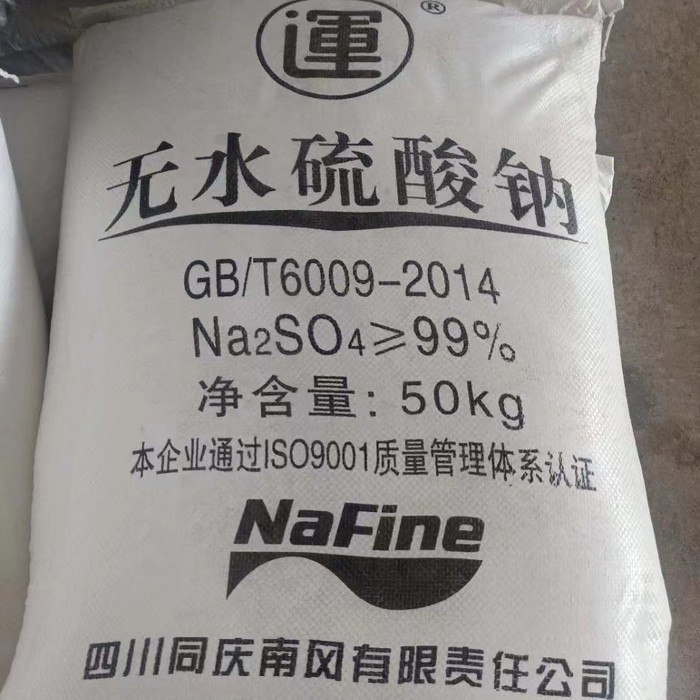 運®
无水硫酸钠
GB/T6009-2014
Na₂SO₄≥99%
净含量: 50kg
本企业通过ISO9001质量管理体系认证
NaFine
四川同庆南风有限责任公司